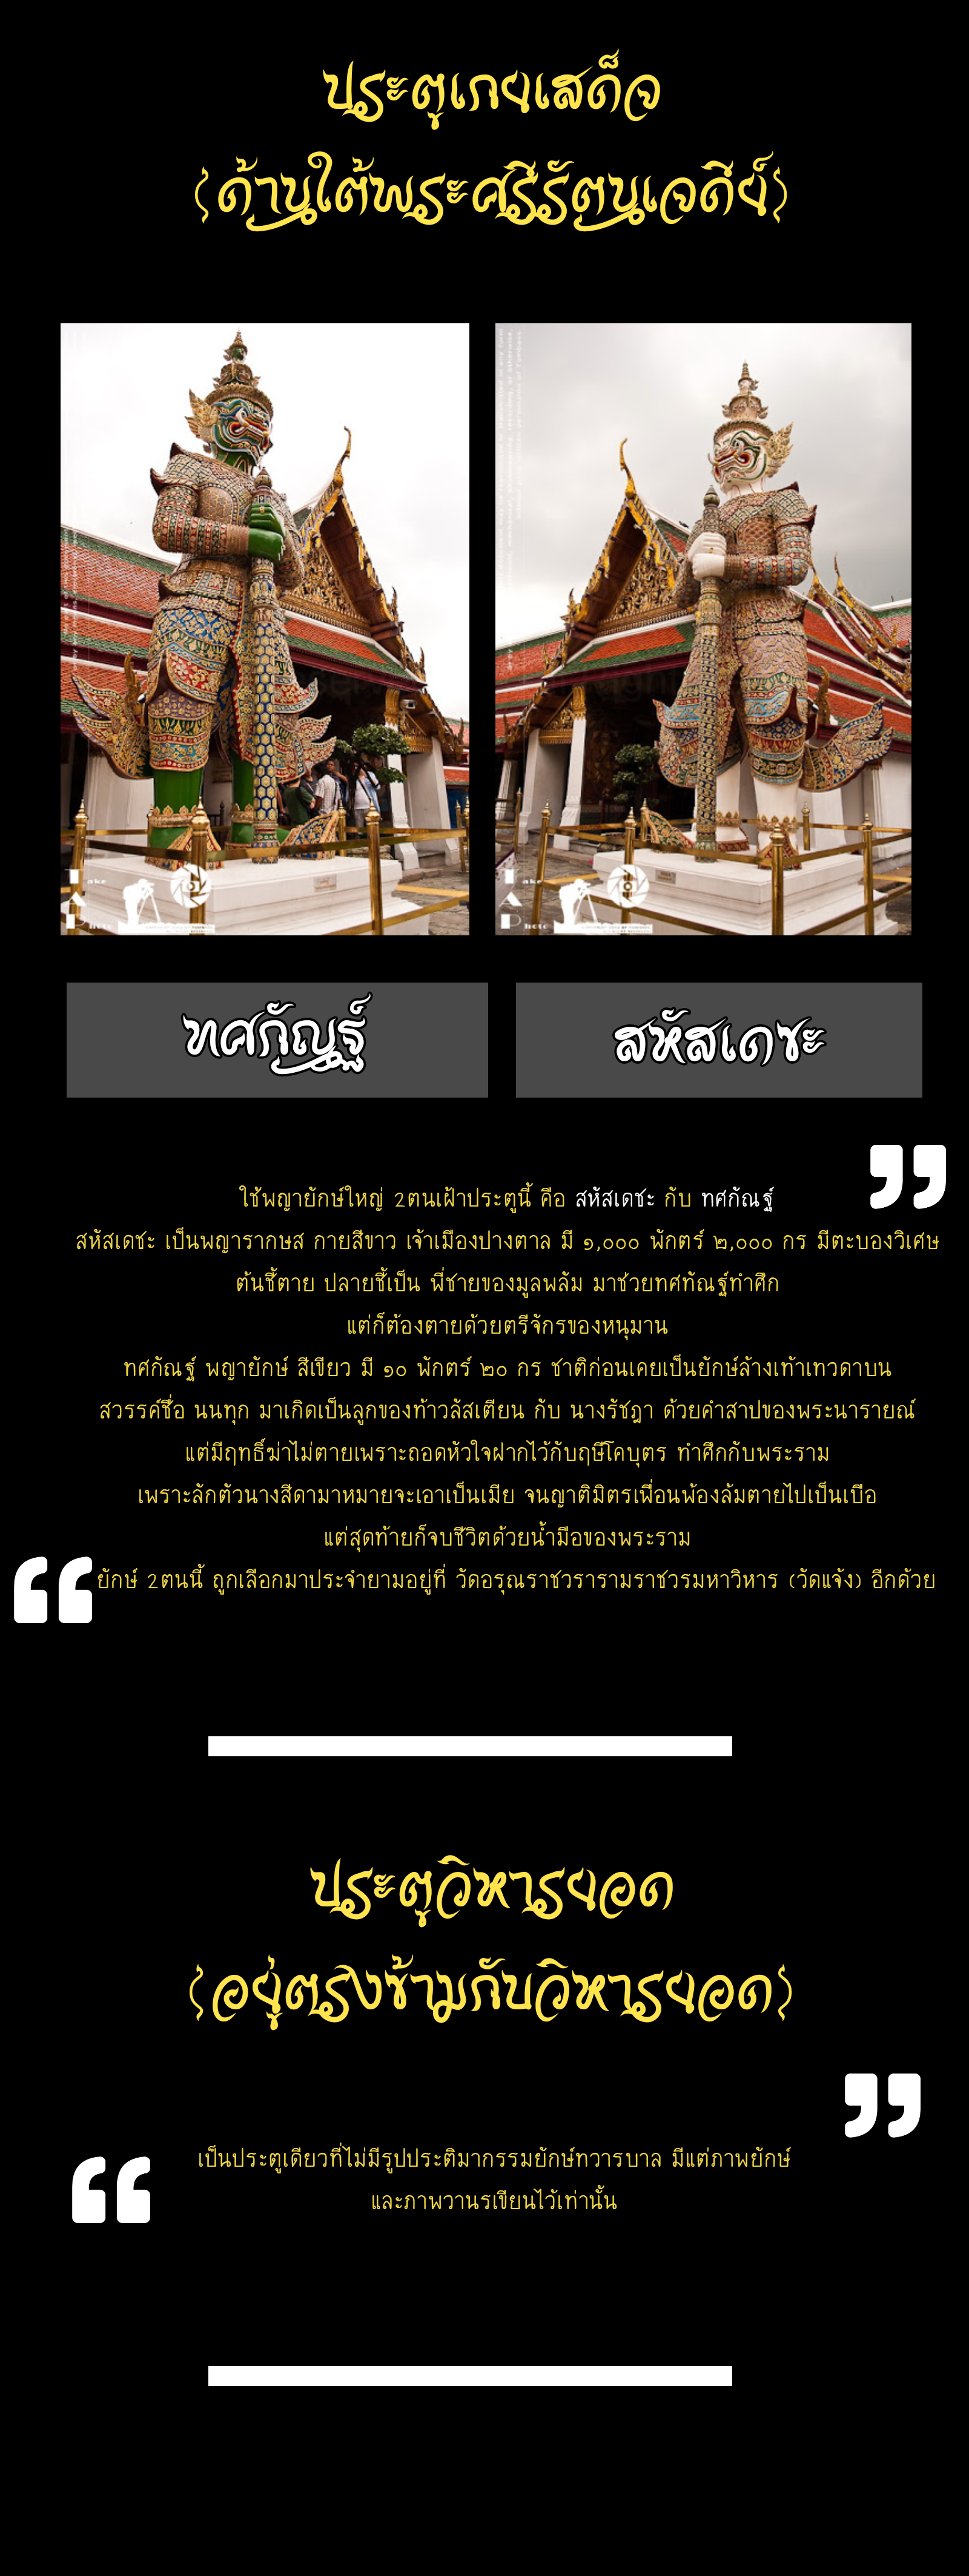 ประตูเกยเสด็จ
(ด้านใต้พระศรีรัตนเจดีย์)
Take
A
Photo
Take
A
Photo
ทศกัณฐ์
สหัสเดชะ
ใช้พญายักษ์ใหญ่ 2ตนเฝ้าประตูนี้ คือ สหัสเดชะ กับ ทศกัณฐ์
สหัสเดชะ เป็นพญารากษส กายสีขาว เจ้าเมืองปางตาล มี ๑,๐๐๐ พักตร์ ๒,๐๐๐ กร มีตะบองวิเศษ
ต้นชี้ตาย ปลายชี้เป็น พี่ชายของมูลพลัม มาช่วยทศทัณฐ์ทำศึก
แต่ก็ต้องตายด้วยตรีจักรของหนุมาน
ทศกัณฐ์ พญายักษ์ สีเขียว มี ๑๐ พักตร์ ๒๐ กร ชาติก่อนเคยเป็นยักษ์ล้างเท้าเทวดาบน
สวรรค์ชื่อ นนทุก มาเกิดเป็นลูกของท้าวลัสเตียน กับ นางรัชฎา ด้วยคำสาปของพระนารายณ์
แต่มีฤทธิ์ฆ่าไม่ตายเพราะถอดหัวใจฝากไว้กับฤษีโคบุตร ทำศึกกับพระราม
เพราะลักตัวนางสีดามาหมายจะเอาเป็นเมีย จนญาติมิตรเพื่อนพ้องล้มตายไปเป็นเบือ
แต่สุดท้ายก็จบชีวิตด้วยน้ำมือของพระราม
ยักษ์ 2ตนนี้ ถูกเลือกมาประจำยามอยู่ที่ วัดอรุณราชวรารามราชวรมหาวิหาร (วัดแจ้ง) อีกด้วย
ประตูวิหารยอด
(อยู่ตรงข้ามกับวิหารยอด)
เป็นประตูเดียวที่ไม่มีรูปประติมากรรมยักษ์ทวารบาล มีแต่ภาพยักษ์
และภาพวานรเขียนไว้เท่านั้น